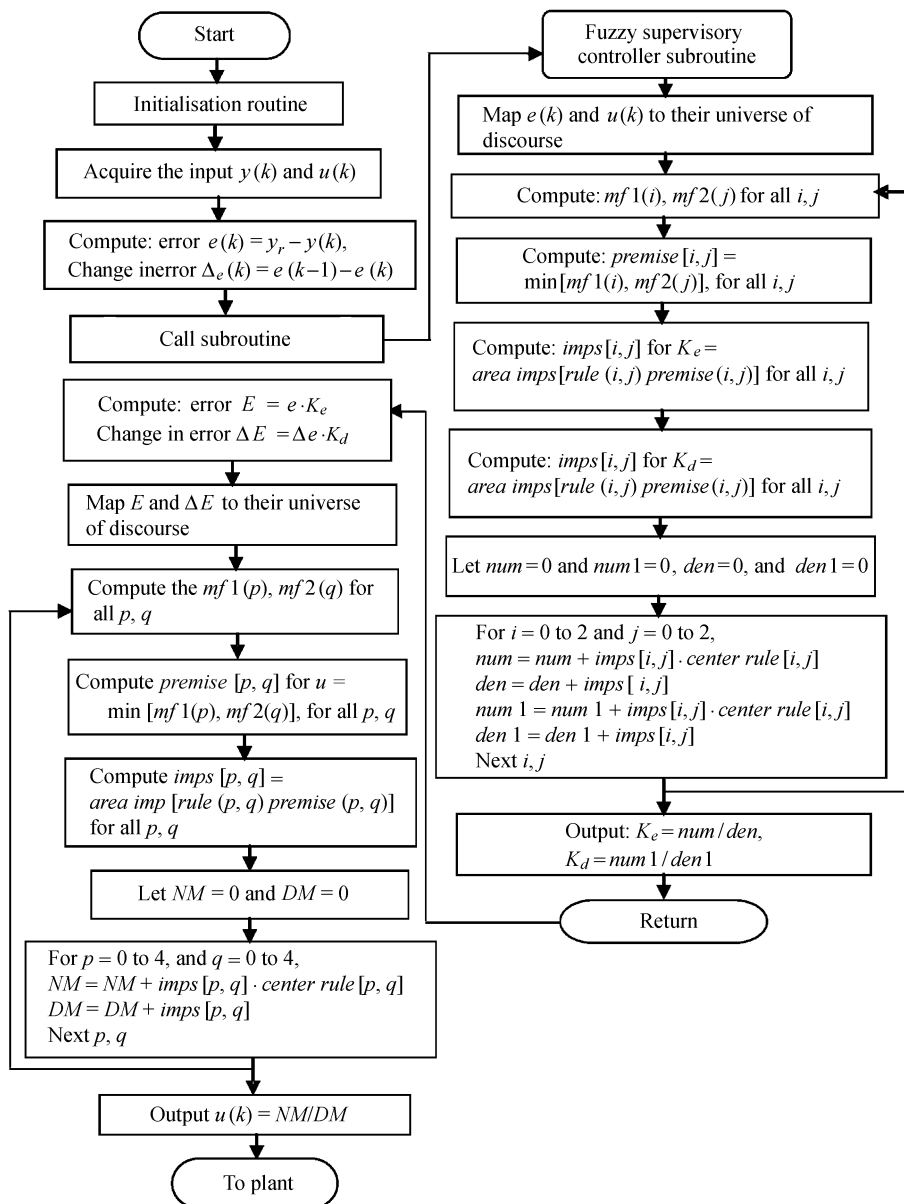 Start
Initialisation routine
Acquire the input y(k) and u(k)
Compute: error e(k) = y_r − y(k),
Change inerror Δ_e(k) = e(k−1) − e(k)
Call subroutine
Compute: error E = e·K_e
Change in error ΔE = Δe·K_d
Map E and ΔE to their universe
of discourse
Compute the mf1(p), mf2(q) for
all p, q
Compute premise [p, q] for u =
min [mf1(p), mf2(q)], for all p, q
Compute imps [p, q] =
area imp [rule (p, q) premise (p, q)]
for all p, q
Let NM = 0 and DM = 0
For p = 0 to 4, and q = 0 to 4,
NM = NM + imps [p, q] · center rule [p, q]
DM = DM + imps [p, q]
Next p, q
Output u(k) = NM/DM
To plant
Fuzzy supervisory
controller subroutine
Map e(k) and u(k) to their universe of
discourse
Compute: mf1(i), mf2(j) for all i, j
Compute: premise[i, j] =
min[mf1(i), mf2(j)], for all i, j
Compute: imps[i, j] for K_e =
area imps[rule (i, j) premise(i, j)] for all i, j
Compute: imps[i, j] for K_d =
area imps[rule (i, j) premise(i, j)] for all i, j
Let num = 0 and num1 = 0, den = 0, and den1 = 0
For i = 0 to 2 and j = 0 to 2,
num = num + imps[i, j] · center rule[i, j]
den = den + imps[ i, j]
num 1 = num 1 + imps[i, j] · center rule[i, j]
den 1 = den 1 + imps[i, j]
Next i, j
Output: K_e = num/den,
K_d = num1/den1
Return